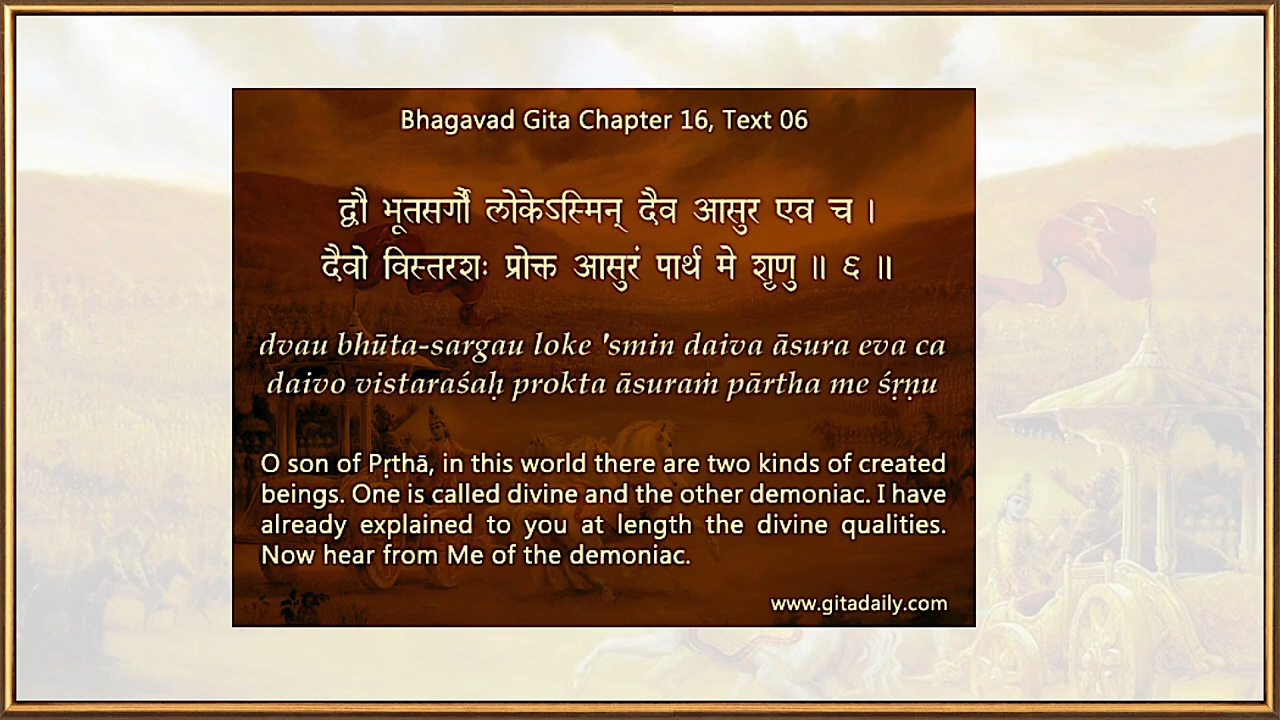 Bhagavad Gita Chapter 16, Text 06
द्वौ भूतसर्गौ लोकेऽस्मिन् दैव आसुर एव च ।
दैवो विस्तरशः प्रोक्त आसुरं पार्थ मे शृणु ॥ ६ ॥
dvau bhūta-sargau loke 'smin daiva āsura eva ca
daivo vistaraśaḥ prokta āsuraṁ pārtha me śṛṇu
O son of Pṛthā, in this world there are two kinds of created
beings. One is called divine and the other demoniac. I have
already explained to you at length the divine qualities.
Now hear from Me of the demoniac.
www.gitadaily.com